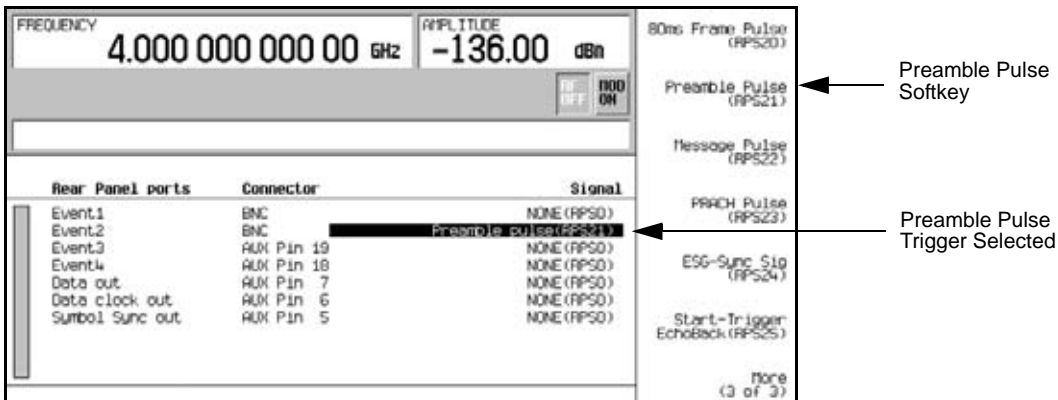 FREQUENCY
4.000 000 000 00 GHz
AMPLITUDE
-136.00 dBm
RF OFF
MOD ON
Rear Panel ports Connector Signal
Event1 BNC NONE(RPS0)
Event2 BNC Preamble pulse(RPS21)
Event3 AUX Pin 19 NONE(RPS0)
Event4 AUX Pin 18 NONE(RPS0)
Data out AUX Pin 7 NONE(RPS0)
Data clock out AUX Pin 6 NONE(RPS0)
Symbol Sync out AUX Pin 5 NONE(RPS0)
80ms Frame Pulse
(RPS20)
Preamble Pulse
(RPS21)
Message Pulse
(RPS22)
PRACH Pulse
(RPS23)
ESG-Sync Sig
(RPS24)
Start-Trigger
EchoBack(RPS25)
More
(3 of 3)
Preamble Pulse
Softkey
Preamble Pulse
Trigger Selected